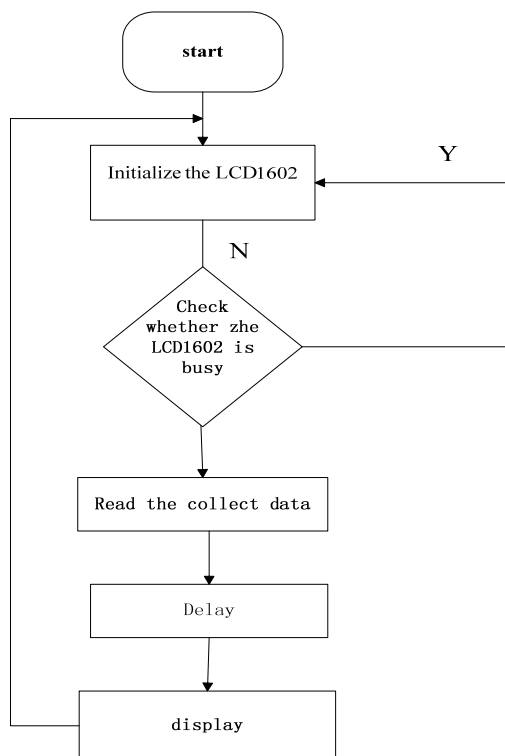 start
Initialize the LCD1602
Y
N
Check
whether zhe
LCD1602 is
busy
Read the collect data
Delay
display